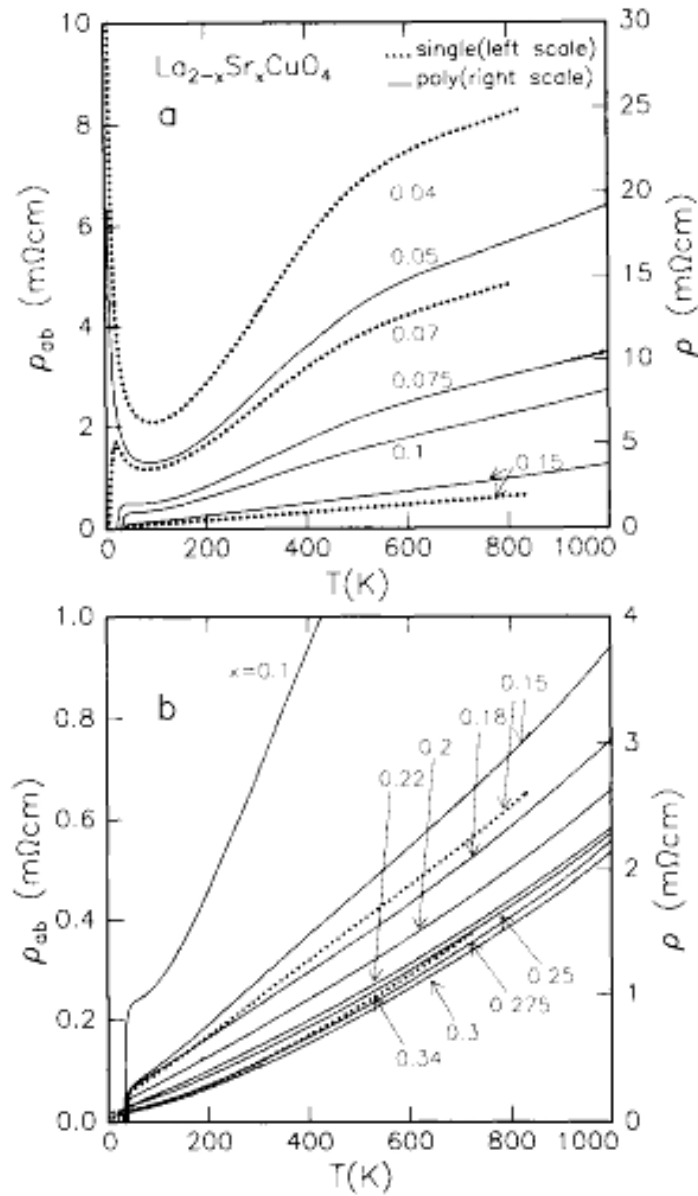 La2-xSrxCuO4
single(left scale)
poly(right scale)
a
10
8
6
4
2
0
ρab (mΩcm)
30
25
20
15
10
5
0
ρ (mΩcm)
0.04
0.05
0.07
0.075
0.1
0.15
0 200 400 600 800 1000
T(K)
b
1.0
0.8
0.6
0.4
0.2
0.0
ρab (mΩcm)
4
3
2
1
0
ρ (mΩcm)
x=0.1
0.15
0.18
0.2
0.22
0.25
0.275
0.3
0.34
0 200 400 600 800 1000
T(K)